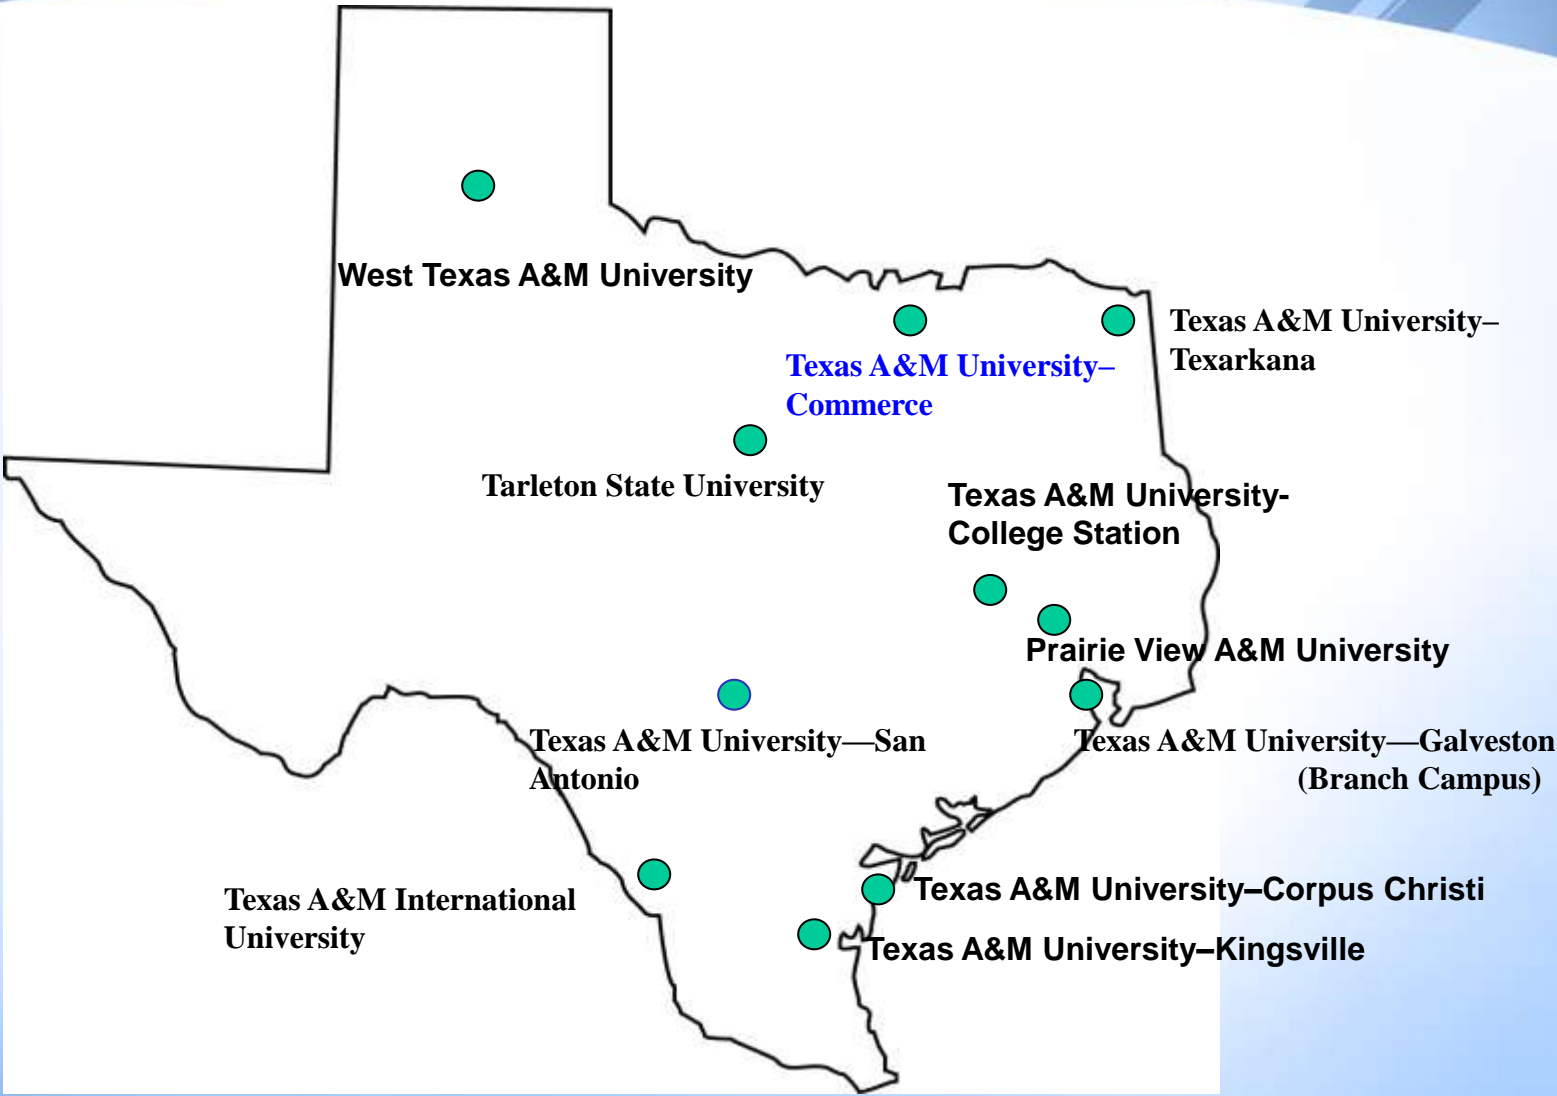 West Texas A&M University
Texas A&M University–
Texarkana
Texas A&M University–
Commerce
Tarleton State University
Texas A&M University-
College Station
Prairie View A&M University
Texas A&M University—San
Antonio
Texas A&M University—Galveston
(Branch Campus)
Texas A&M International
University
Texas A&M University–Corpus Christi
Texas A&M University–Kingsville